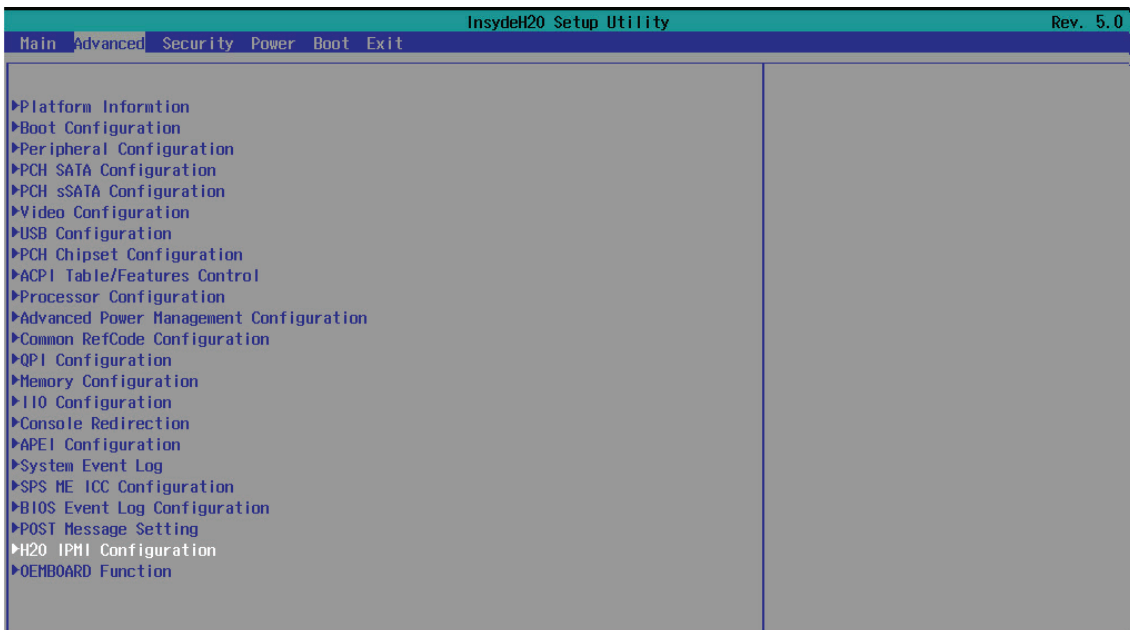 InsydeH20 Setup Utility Rev. 5.0
Main Advanced Security Power Boot Exit
▶Platform Informtion
▶Boot Configuration
▶Peripheral Configuration
▶PCH SATA Configuration
▶PCH sSATA Configuration
▶Video Configuration
▶USB Configuration
▶PCH Chipset Configuration
▶ACPI Table/Features Control
▶Processor Configuration
▶Advanced Power Management Configuration
▶Common RefCode Configuration
▶QPI Configuration
▶Memory Configuration
▶IIO Configuration
▶Console Redirection
▶APEI Configuration
▶System Event Log
▶SPS ME ICC Configuration
▶BIOS Event Log Configuration
▶POST Message Setting
▶H20 IPMI Configuration
▶OEMBOARD Function